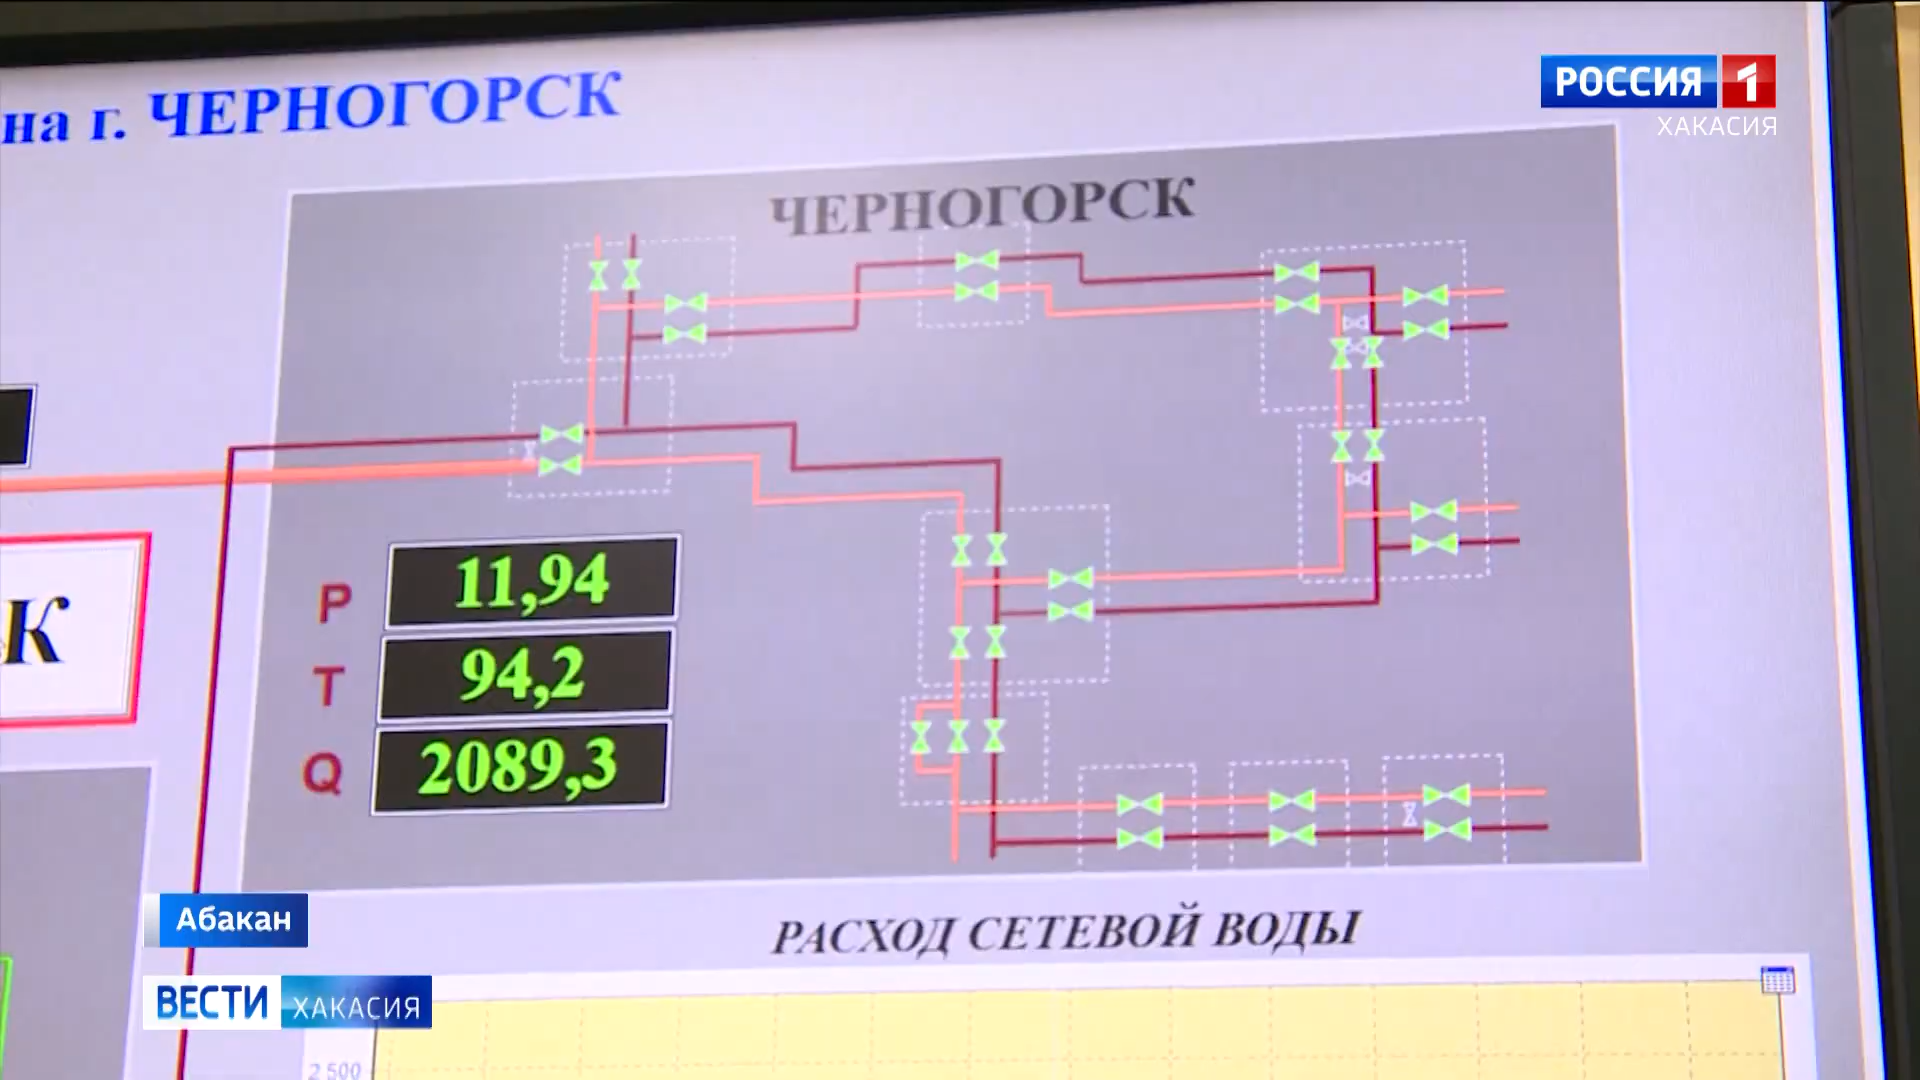 РОССИЯ 1
ХАКАСИЯ
на г. ЧЕРНОГОРСК
ЧЕРНОГОРСК
P 11,94
T 94,2
Q 2089,3
К
РАСХОД СЕТЕВОЙ ВОДЫ
Абакан
ВЕСТИ ХАКАСИЯ
2 500